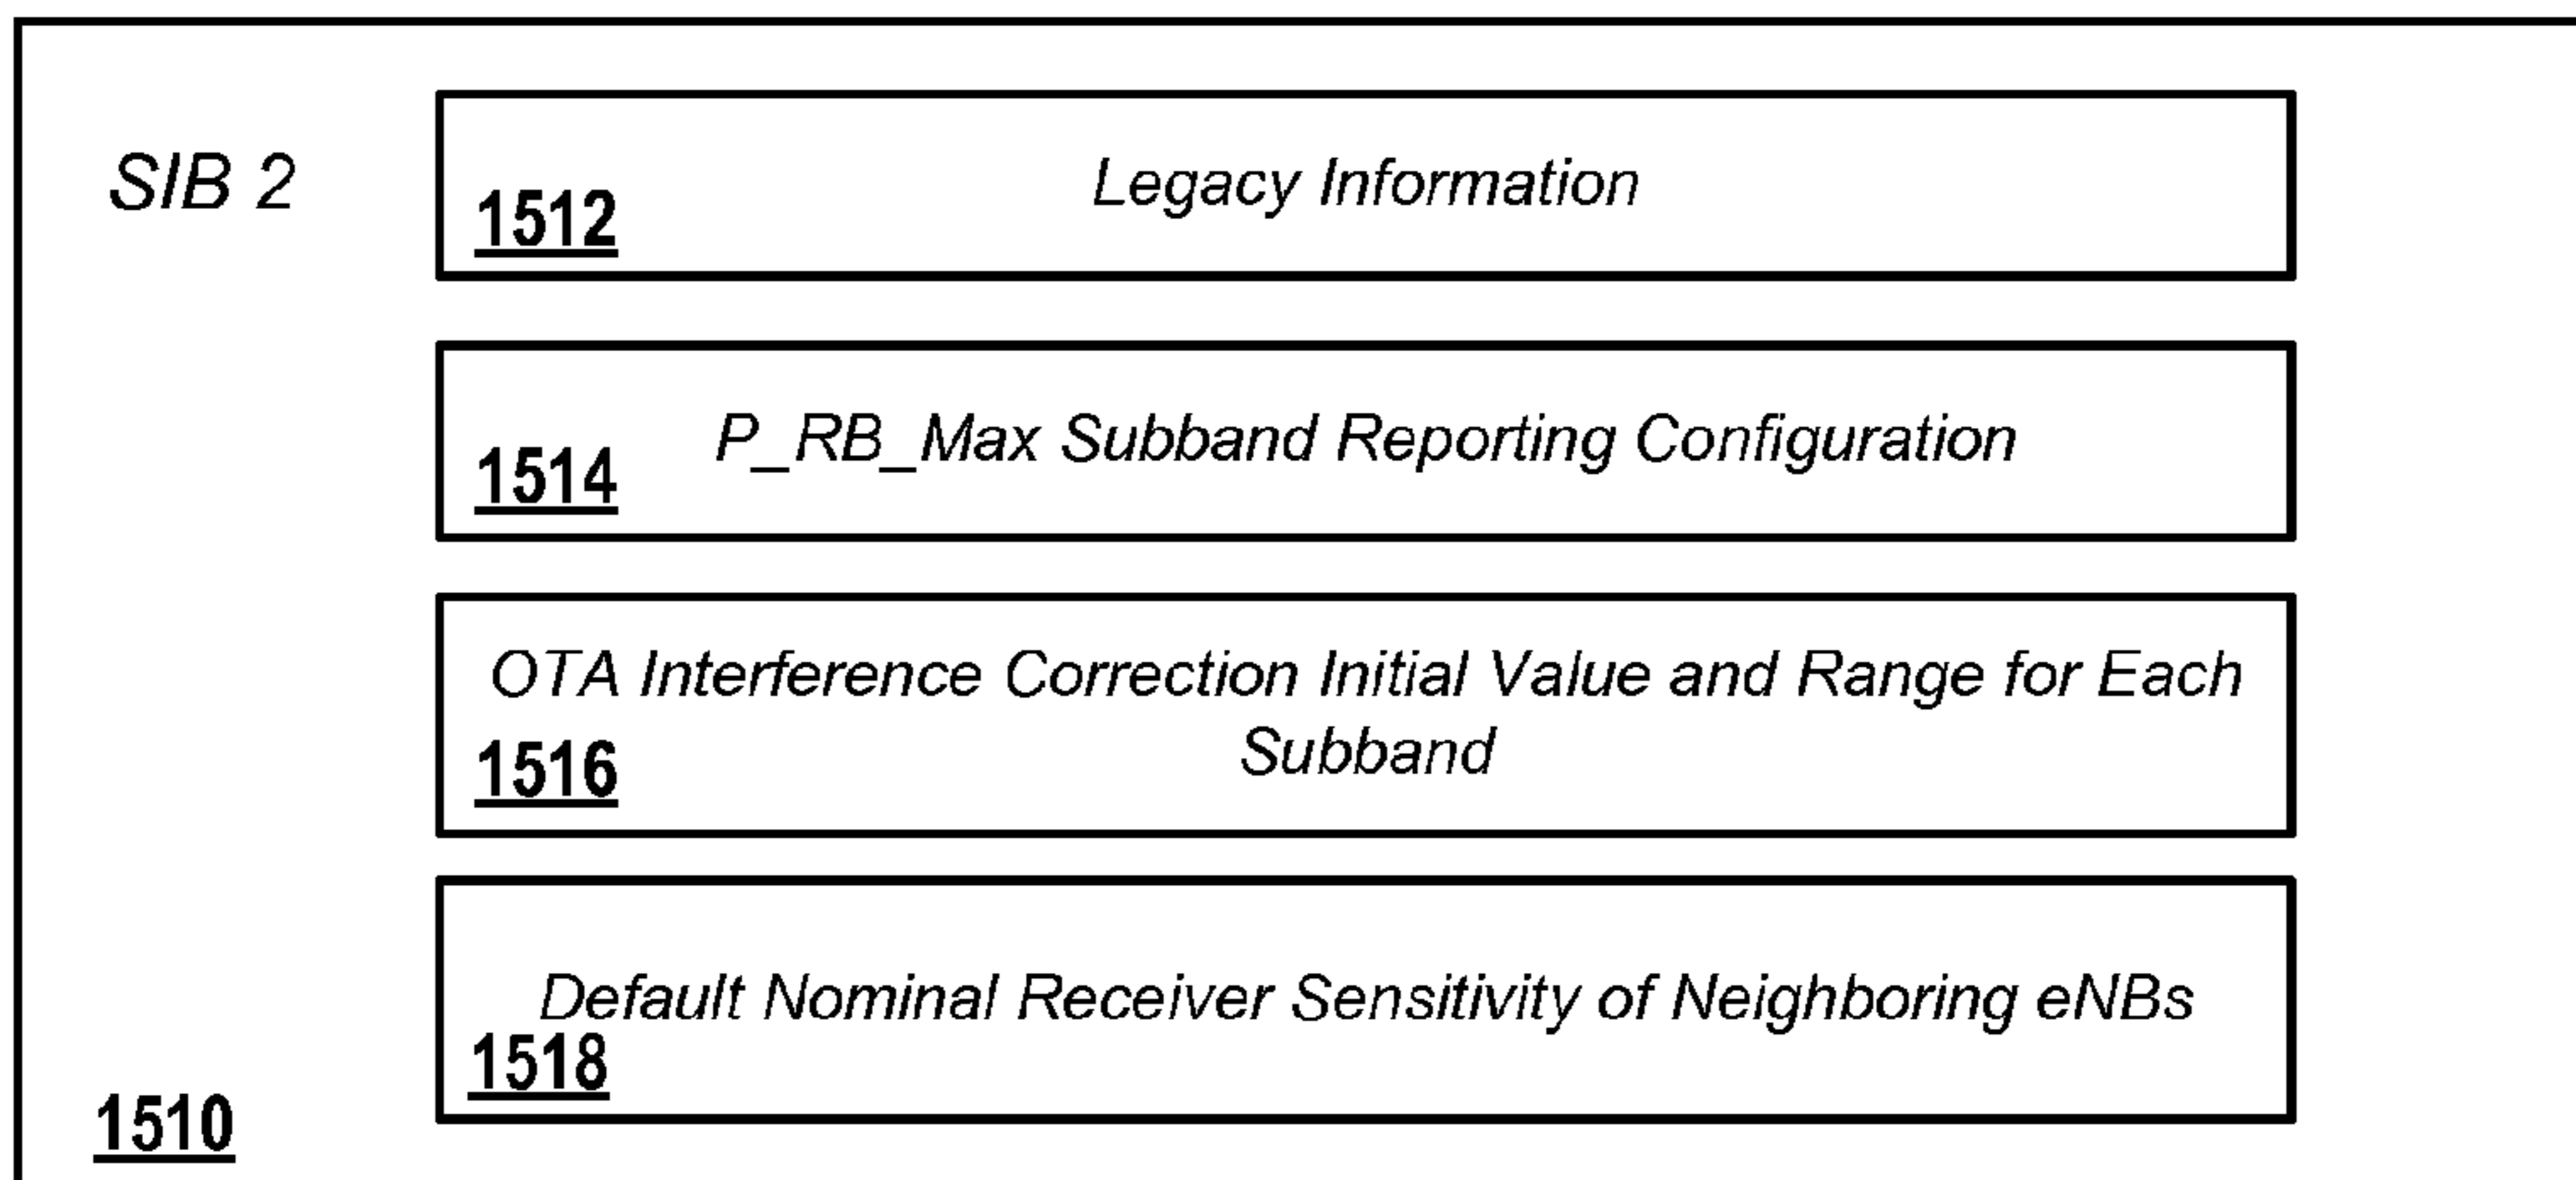 SIB 2
Legacy Information
1512
P_RB_Max Subband Reporting Configuration
1514
OTA Interference Correction Initial Value and Range for Each
Subband
1516
Default Nominal Receiver Sensitivity of Neighboring eNBs
1518
1510